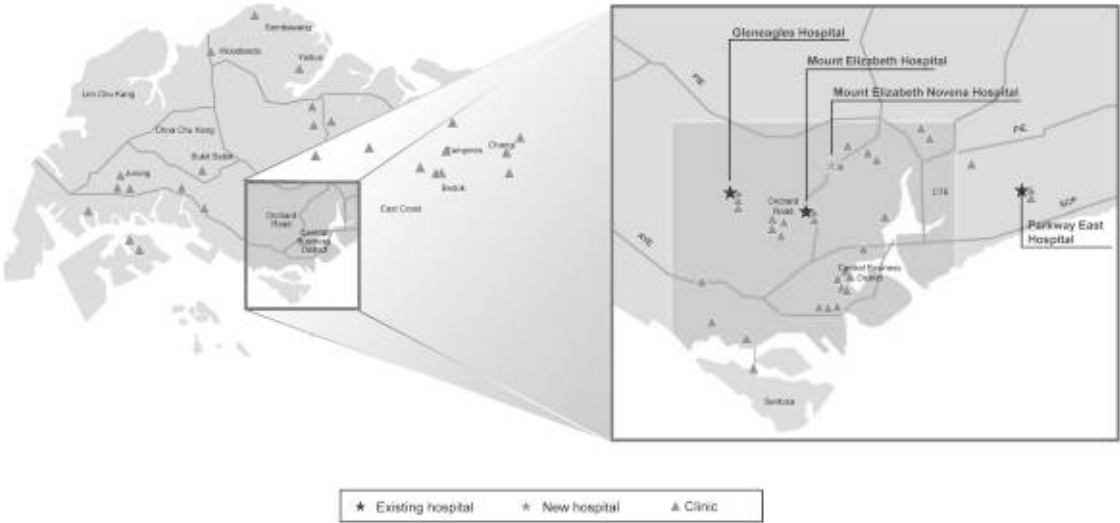 Sembawang
Woodlands
Yishun
Lim Chu Kang
Choa Chu Kang
Bukit Batok
Jurong
Tampines
Changi
Bedok
East Coast
Orchard
Road
Central
Business
District
Gleneagles Hospital
Mount Elizabeth Hospital
Mount Elizabeth Novena Hospital
PIE
PIE
CTE
ECP
AYE
Orchard
Road
Parkway East
Hospital
Central Business
District
Sentosa
Existing hospital
New hospital
Clinic